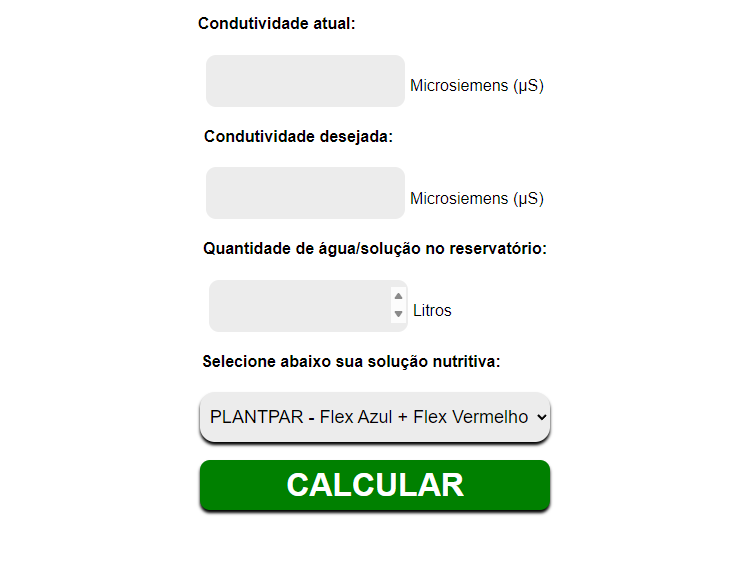 Condutividade atual:
Microsiemens (µS)
Condutividade desejada:
Microsiemens (µS)
Quantidade de água/solução no reservatório:
Litros
Selecione abaixo sua solução nutritiva:
PLANTPAR - Flex Azul + Flex Vermelho
CALCULAR